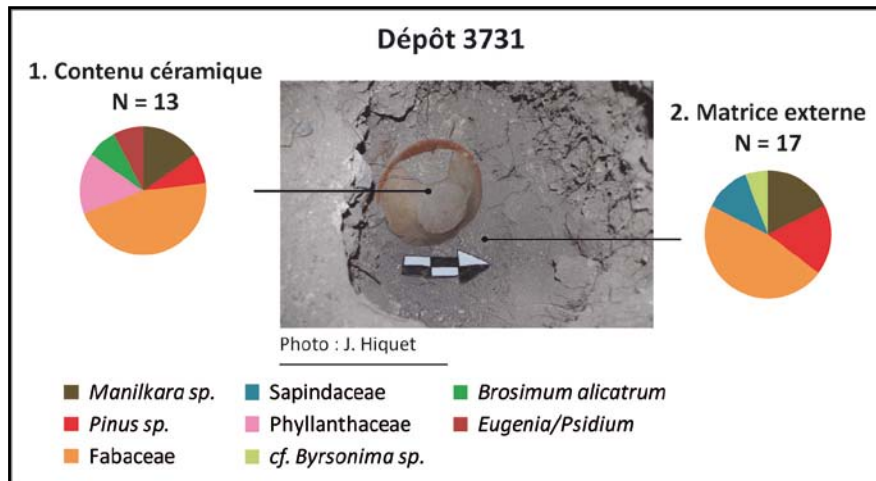 Dépôt 3731
1. Contenu céramique
N = 13
2. Matrice externe
N = 17
Photo : J. Hiquet
Manilkara sp.
Sapindaceae
Brosimum alicatrum
Pinus sp.
Phyllanthaceae
Eugenia/Psidium
Fabaceae
cf. Byrsonima sp.